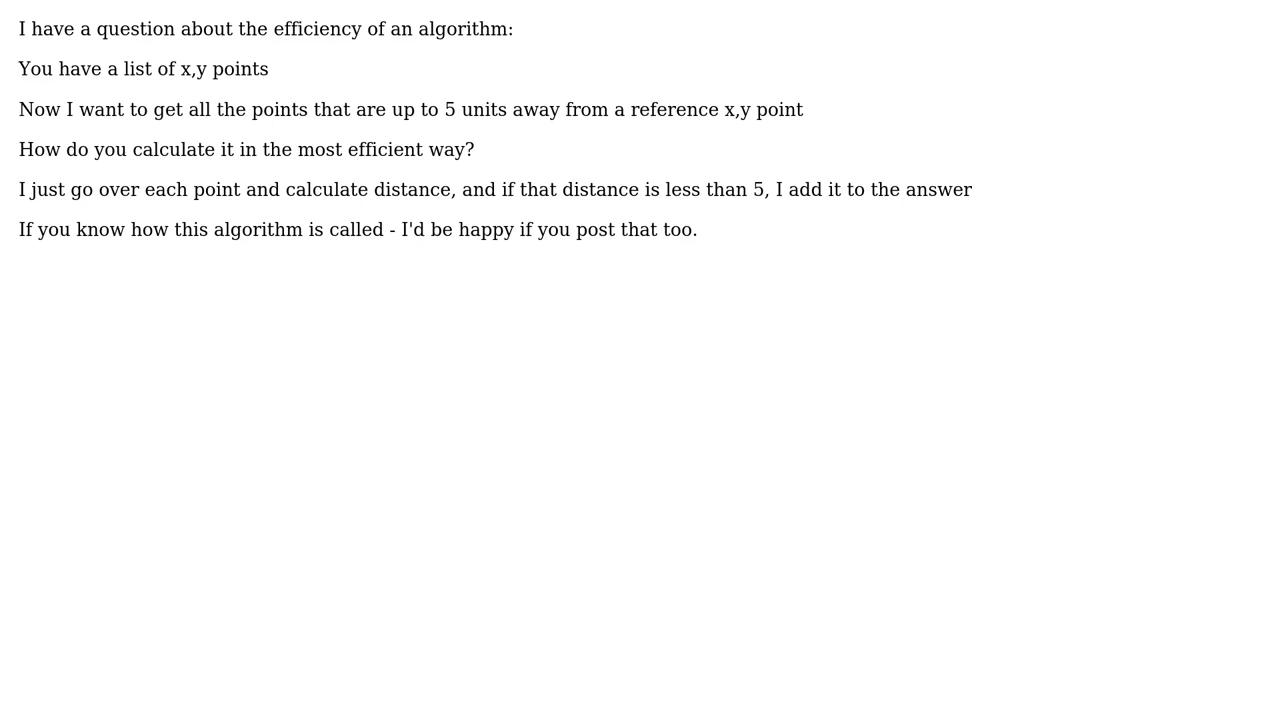 I have a question about the efficiency of an algorithm:
You have a list of x,y points
Now I want to get all the points that are up to 5 units away from a reference x,y point
How do you calculate it in the most efficient way?
I just go over each point and calculate distance, and if that distance is less than 5, I add it to the answer
If you know how this algorithm is called - I'd be happy if you post that too.